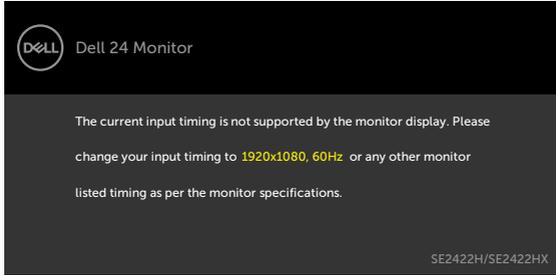 DELL
Dell 24 Monitor
The current input timing is not supported by the monitor display. Please
change your input timing to 1920x1080, 60Hz or any other monitor
listed timing as per the monitor specifications.
SE2422H/SE2422HX